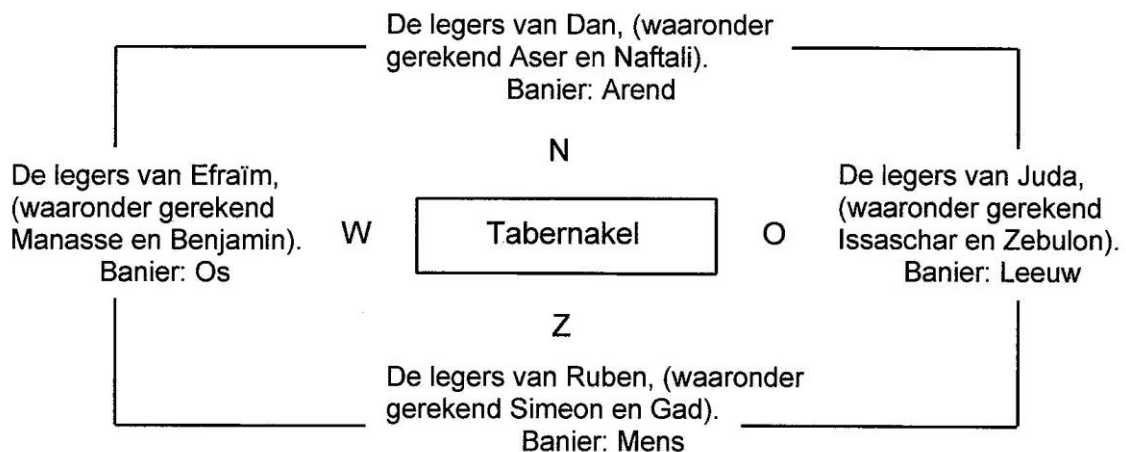 De legers van Dan, (waaronder
gerekend Aser en Naftali).
Banier: Arend
N
De legers van Efraïm,
(waaronder gerekend
Manasse en Benjamin).
Banier: Os
W
Tabernakel
O
De legers van Juda,
(waaronder gerekend
Issaschar en Zebulon).
Banier: Leeuw
Z
De legers van Ruben, (waaronder
gerekend Simeon en Gad).
Banier: Mens